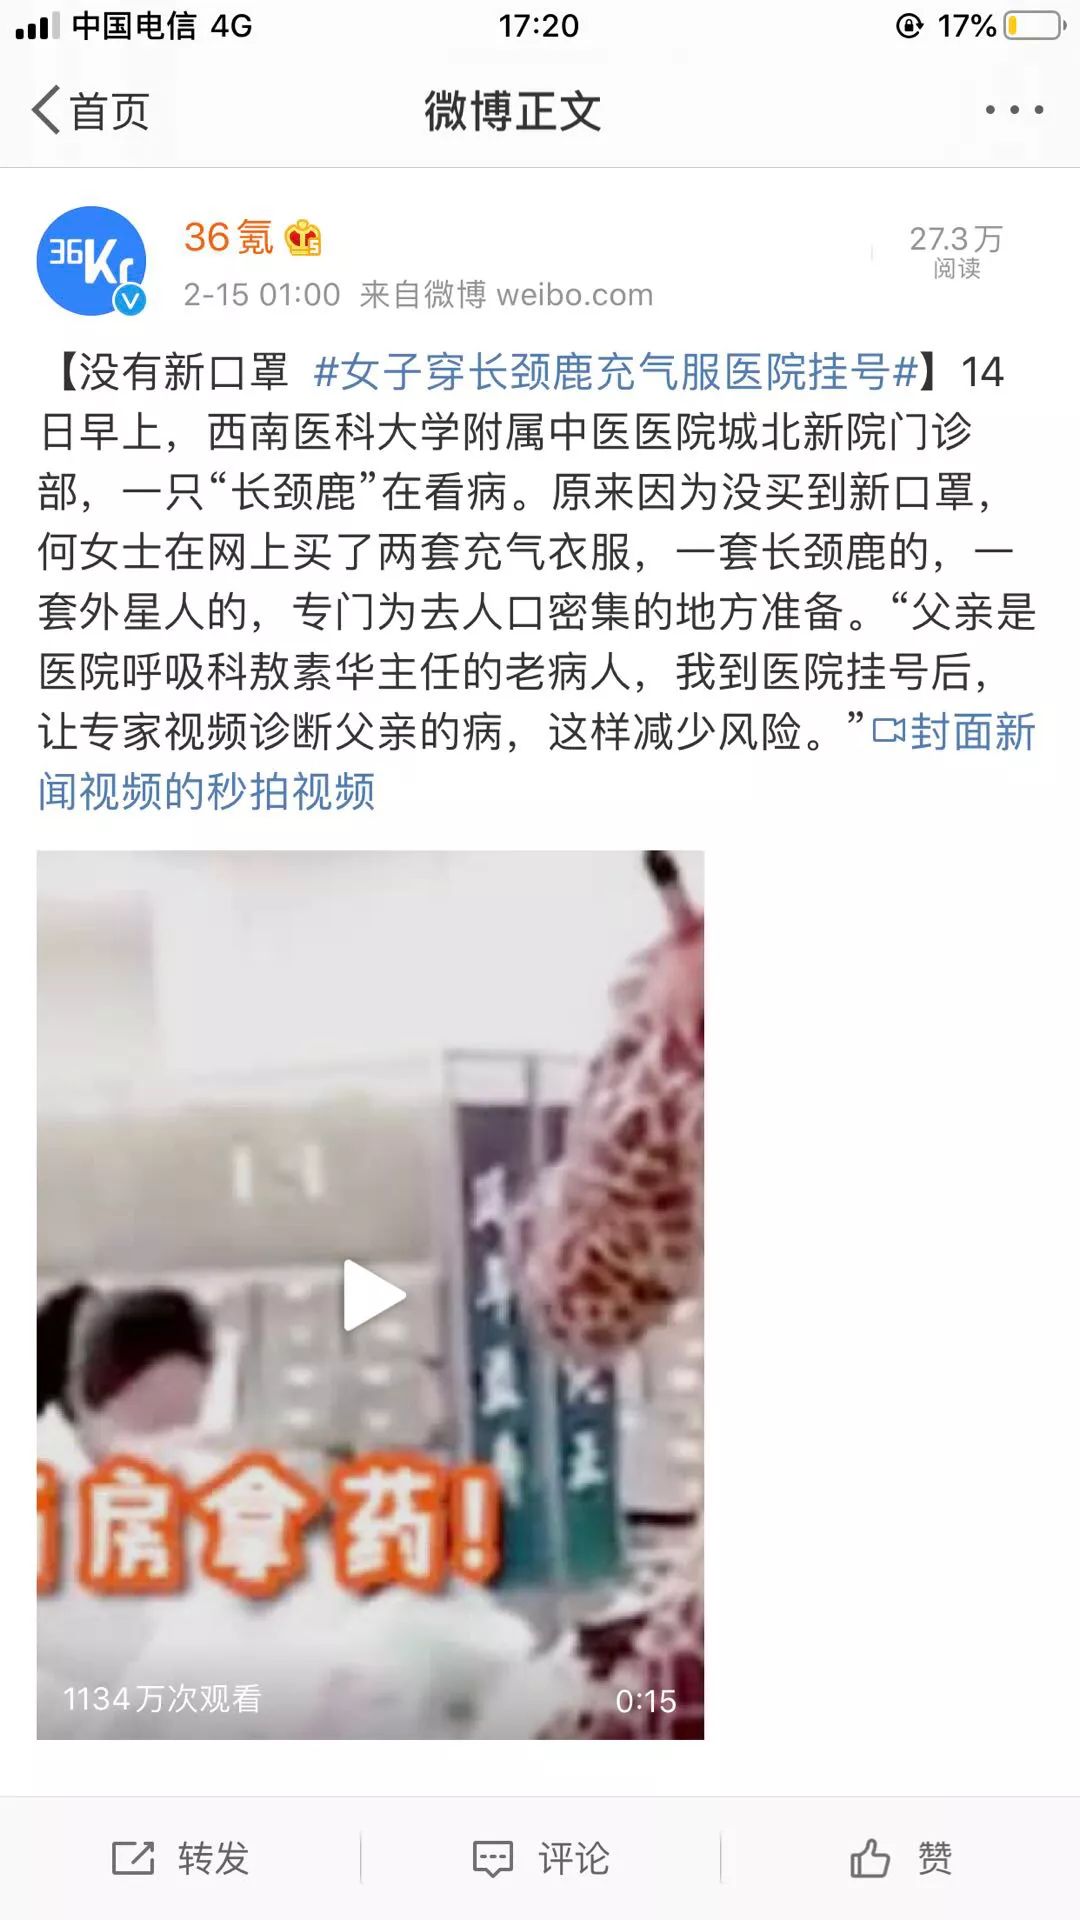 中国电信 4G 17:20 17%
首页 微博正文
36Kr
36氪
27.3万
阅读
2-15 01:00 来自微博 weibo.com
【没有新口罩 #女子穿长颈鹿充气服医院挂号#】14
日早上，西南医科大学附属中医医院城北新院门诊
部，一只“长颈鹿”在看病。原来因为没买到新口罩，
何女士在网上买了两套充气衣服，一套长颈鹿的，一
套外星人的，专门为去人口密集的地方准备。“父亲是
医院呼吸科敖素华主任的老病人，我到医院挂号后，
让专家视频诊断父亲的病，这样减少风险。”封面新
闻视频的秒拍视频
房拿药!
1134万次观看 0:15
转发 评论 赞